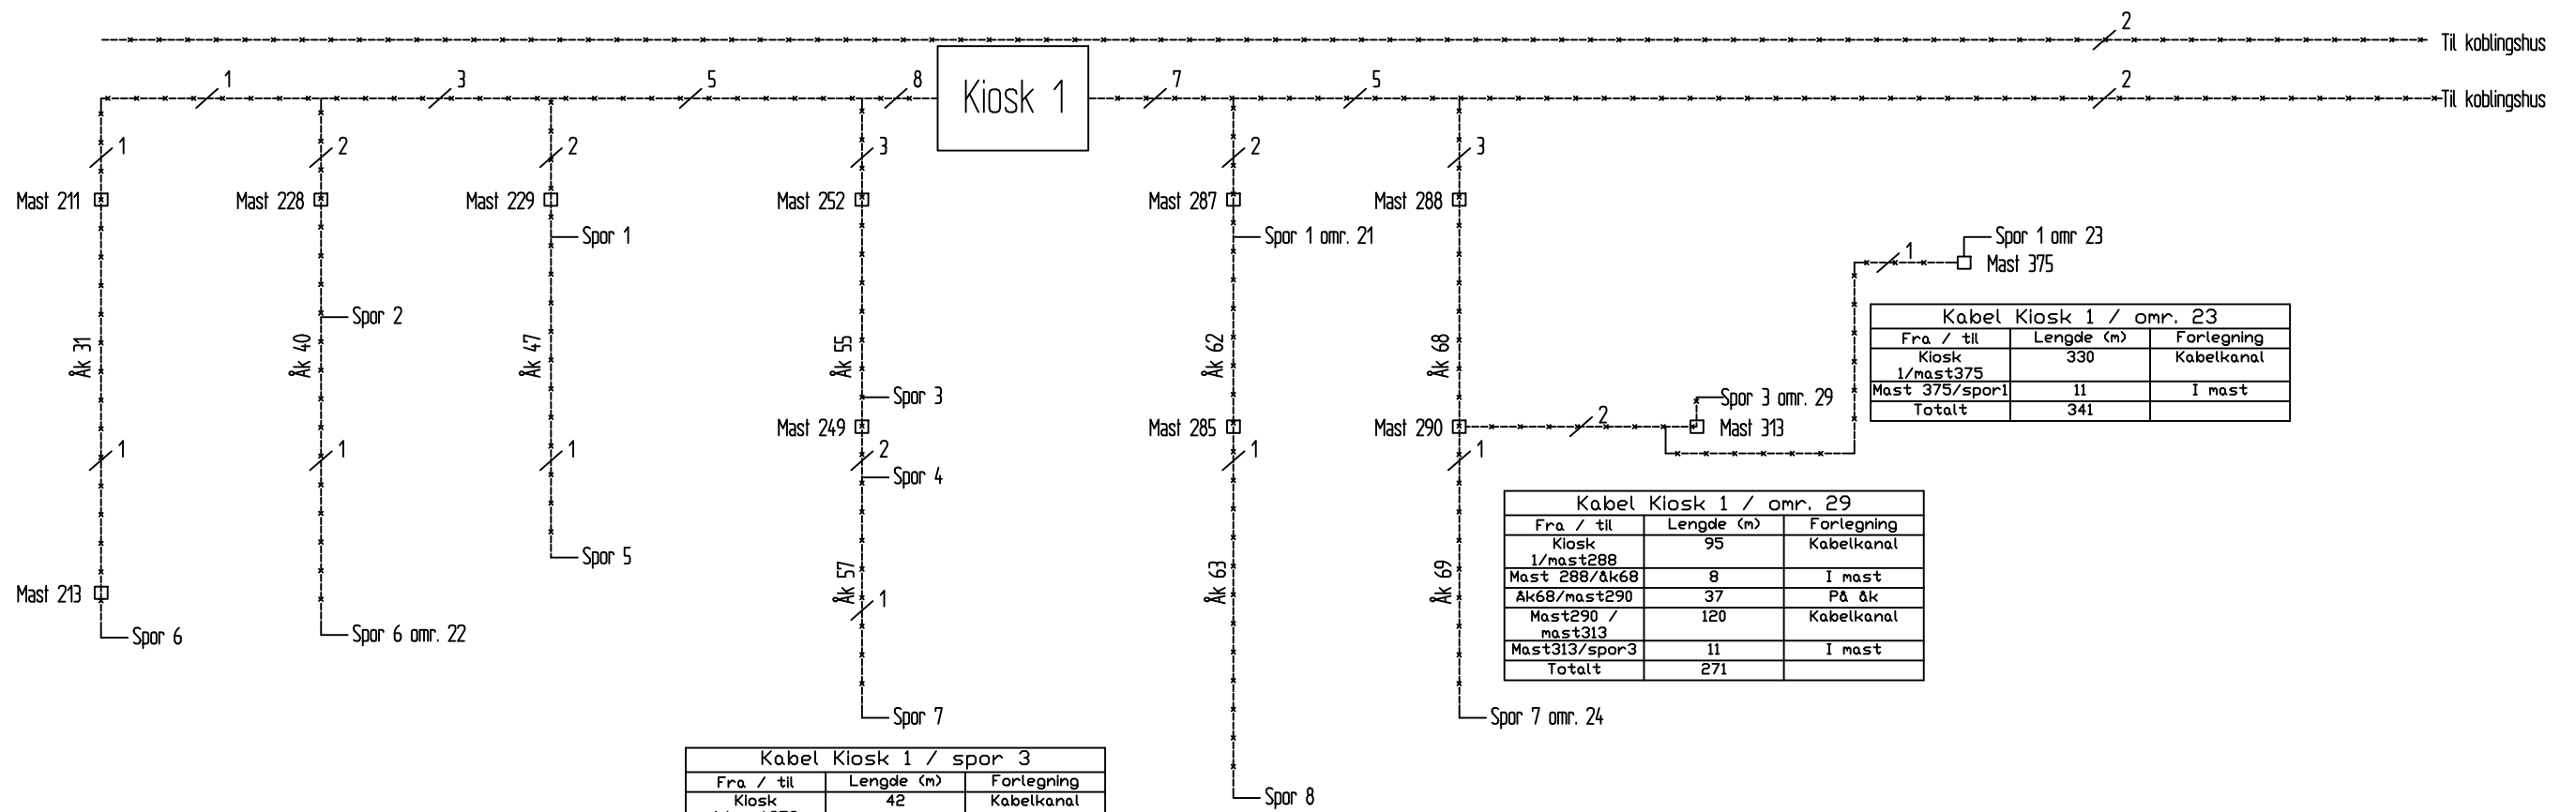 2
Til koblingshus
1
3
5
8
Kiosk 1
7
5
2
Til koblingshus
1
2
2
3
2
3
Mast 211
Mast 228
Mast 229
Mast 252
Mast 287
Mast 288
Spor 1
Spor 1 omr. 21
Spor 1 omr 23
1
Mast 375
Spor 2
Åk 31
Åk 40
Åk 47
Åk 55
Åk 62
Åk 68
Kabel Kiosk 1 / omr. 23
Fra / til Lengde (m) Forlegning
Kiosk 330 Kabelkanal
1/mast375
Mast 375/spor1 11 I mast
Totalt 341
Spor 3
Spor 3 omr. 29
2
Mast 249
Mast 285
Mast 290
Mast 313
1
1
1
2
1
1
Spor 4
Kabel Kiosk 1 / omr. 29
Fra / til Lengde (m) Forlegning
Kiosk 95 Kabelkanal
1/mast288
Mast 288/åk68 8 I mast
Åk68/mast290 37 På åk
Mast290 / 120 Kabelkanal
mast313
Mast313/spor3 11 I mast
Totalt 271
Spor 5
Åk 57
Åk 63
Åk 69
1
Mast 213
Spor 6
Spor 6 omr. 22
Spor 7
Spor 7 omr. 24
Kabel Kiosk 1 / spor 3
Fra / til Lengde (m) Forlegning
Kiosk 42 Kabelkanal
Spor 8